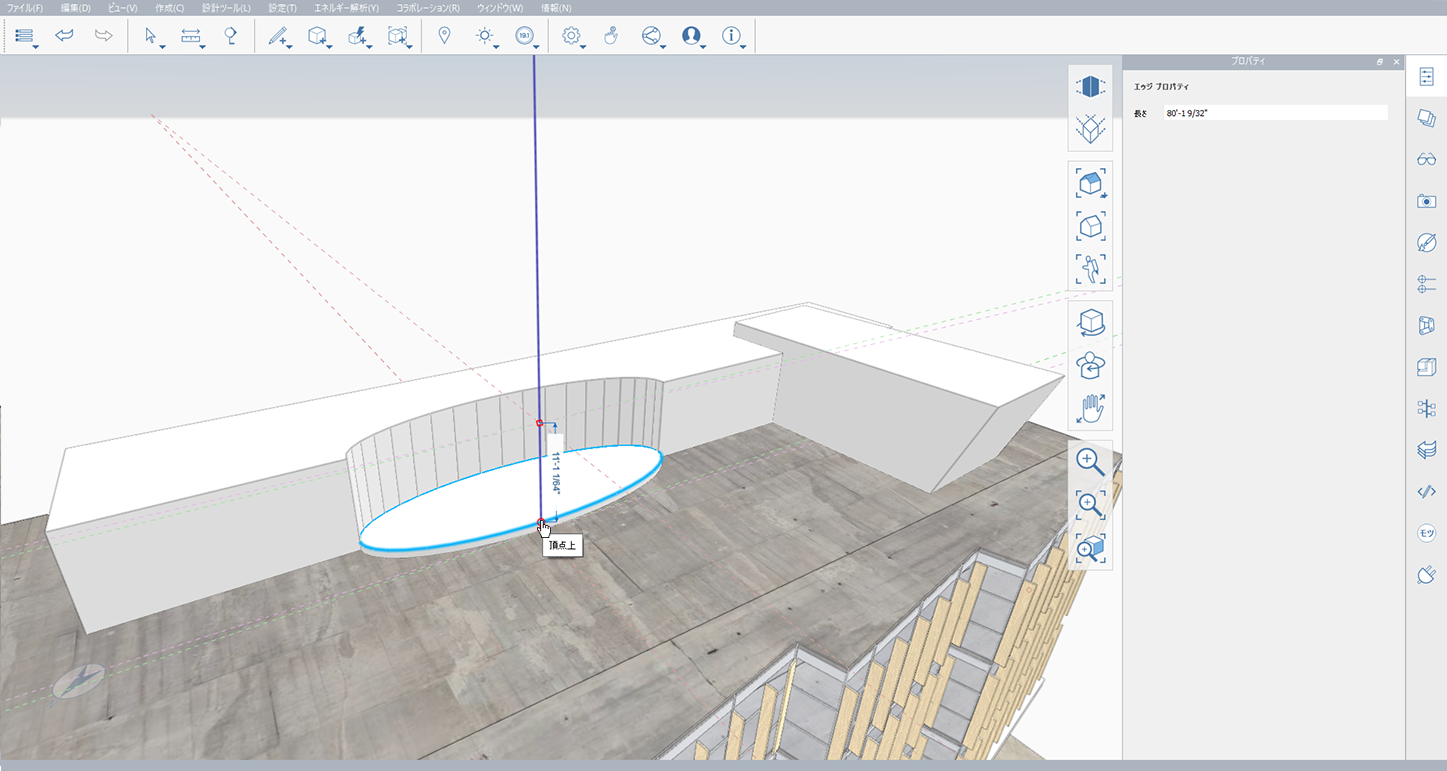 ファイル(F) 編集(D) ビュー(V) 作成(C) 設計ツール(L) 設定(T) エネルギー解析(Y) コラボレーション(R) ウィンドウ(W) 情報(N)
19.1
プロパティ
エッジ プロパティ
長さ 80'-1 9/32"
11'-1 1/64"
頂点上
モツ